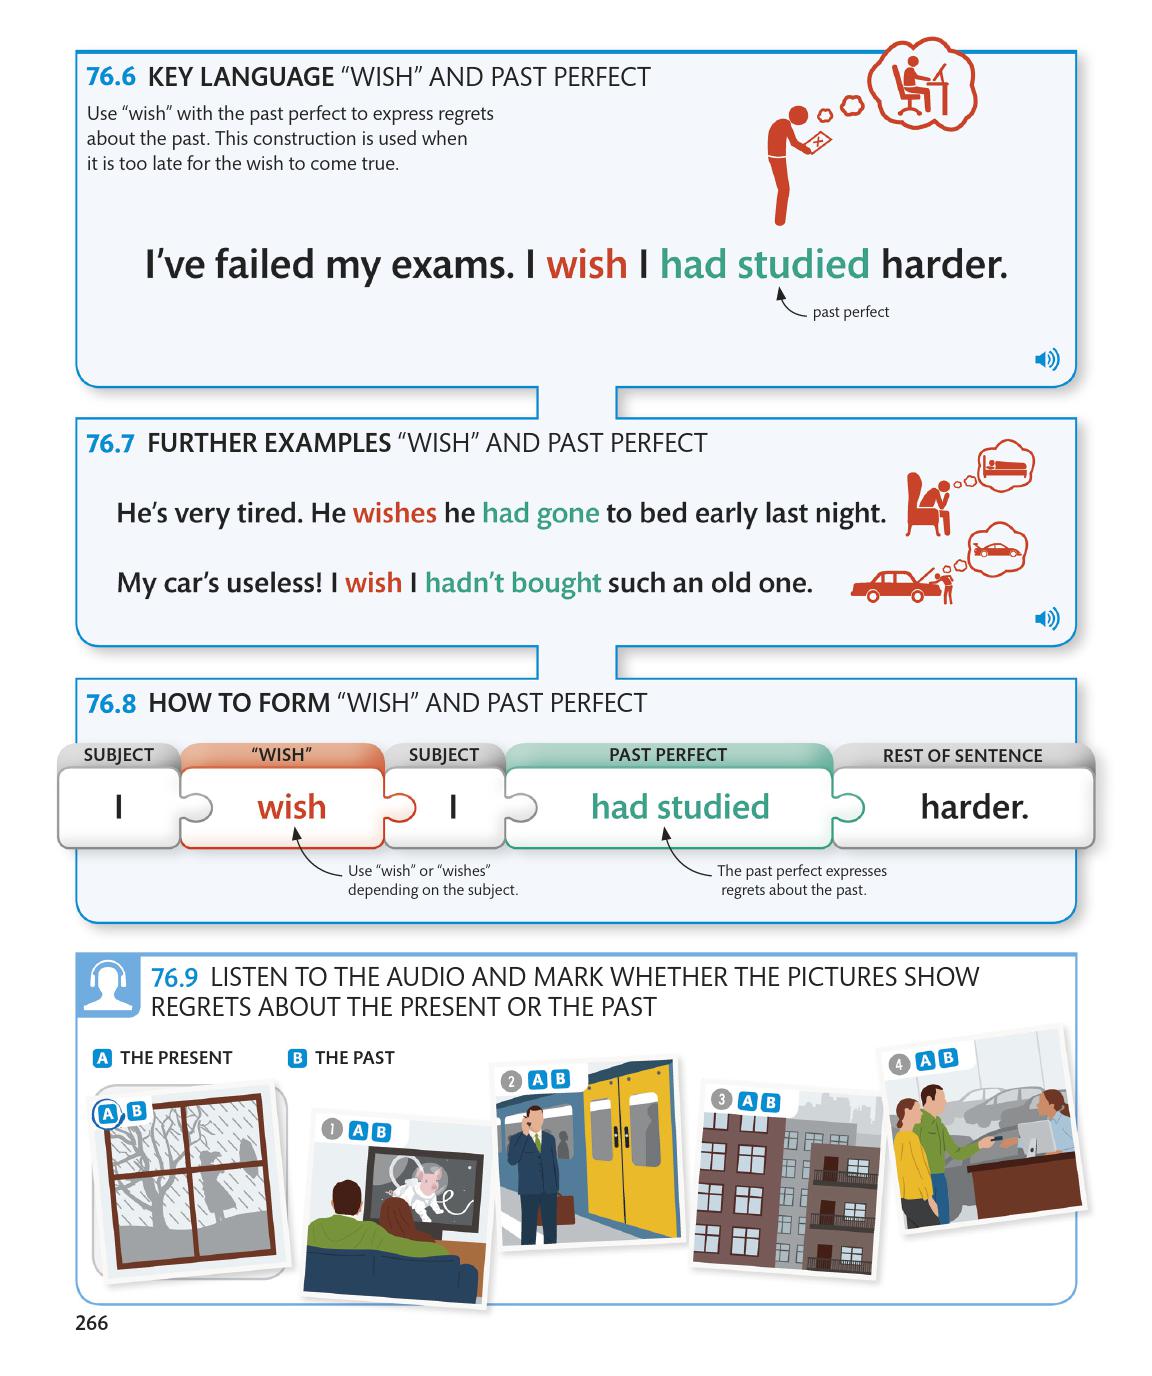 76.6 KEY LANGUAGE “WISH” AND PAST PERFECT
Use “wish” with the past perfect to express regrets
about the past. This construction is used when
it is too late for the wish to come true.
I’ve failed my exams. I wish I had studied harder.
past perfect
76.7 FURTHER EXAMPLES “WISH” AND PAST PERFECT
He’s very tired. He wishes he had gone to bed early last night.
My car’s useless! I wish I hadn’t bought such an old one.
76.8 HOW TO FORM “WISH” AND PAST PERFECT
SUBJECT “WISH” SUBJECT PAST PERFECT REST OF SENTENCE
I wish I had studied harder.
Use “wish” or “wishes”
depending on the subject.
The past perfect expresses
regrets about the past.
76.9 LISTEN TO THE AUDIO AND MARK WHETHER THE PICTURES SHOW
REGRETS ABOUT THE PRESENT OR THE PAST
A THE PRESENT B THE PAST
A B
1 A B
2 A B
3 A B
4 A B
266